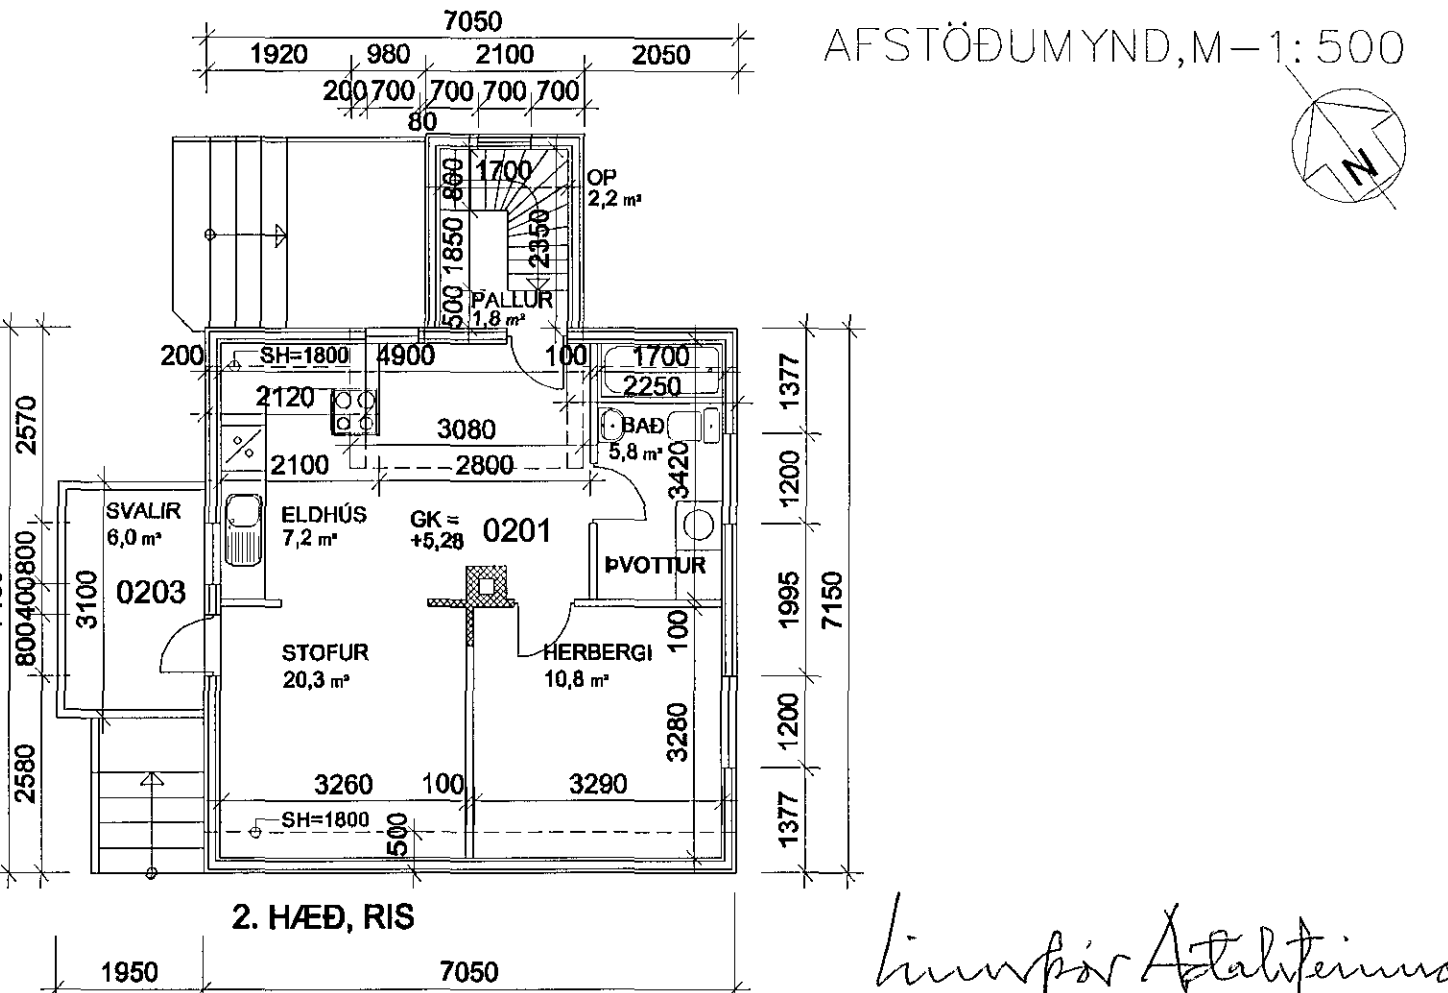 7050
AFSTÖÐUMYND,M-1:500
1920 980 2100 2050
200 700 700 700 700
80
N
800 1700 OP
2,2 m²
1850 2350
500 PALLUR
1,8 m²
200 SH=1800 4900 100 1700
2120 2250
1377
2570
3080 BAÐ
5,8 m²
2100 2800 3420 1200
SVALIR
6,0 m²
ELDHÚS
7,2 m²
GK =
+5,28
0201
800
ÞVOTTUR
3100 0203
400
1995 7150
800
STOFUR
20,3 m²
HERBERGI
10,8 m²
100
3280 1200
2580
3260 100 3290
SH=1800 500 1377
2. HÆÐ, RIS
1950 7050